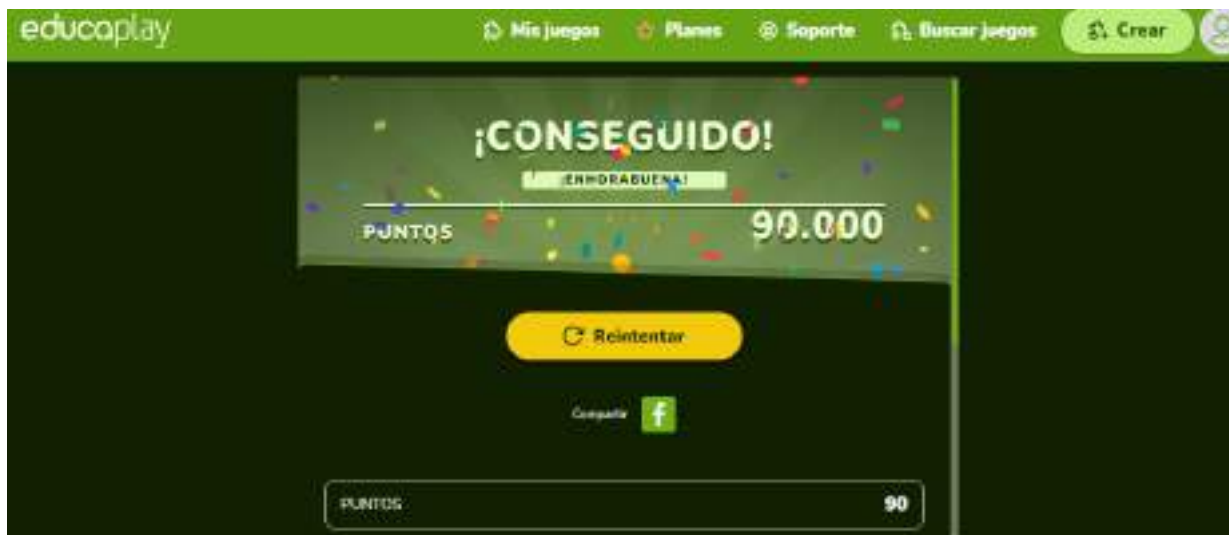 educaplay
Mis juegos Planes Soporte Buscar juegos Crear
¡CONSEGUIDO!
¡ENHORABUENA!
PUNTOS 90.000
Reintentar
Compartir f
PUNTOS 90